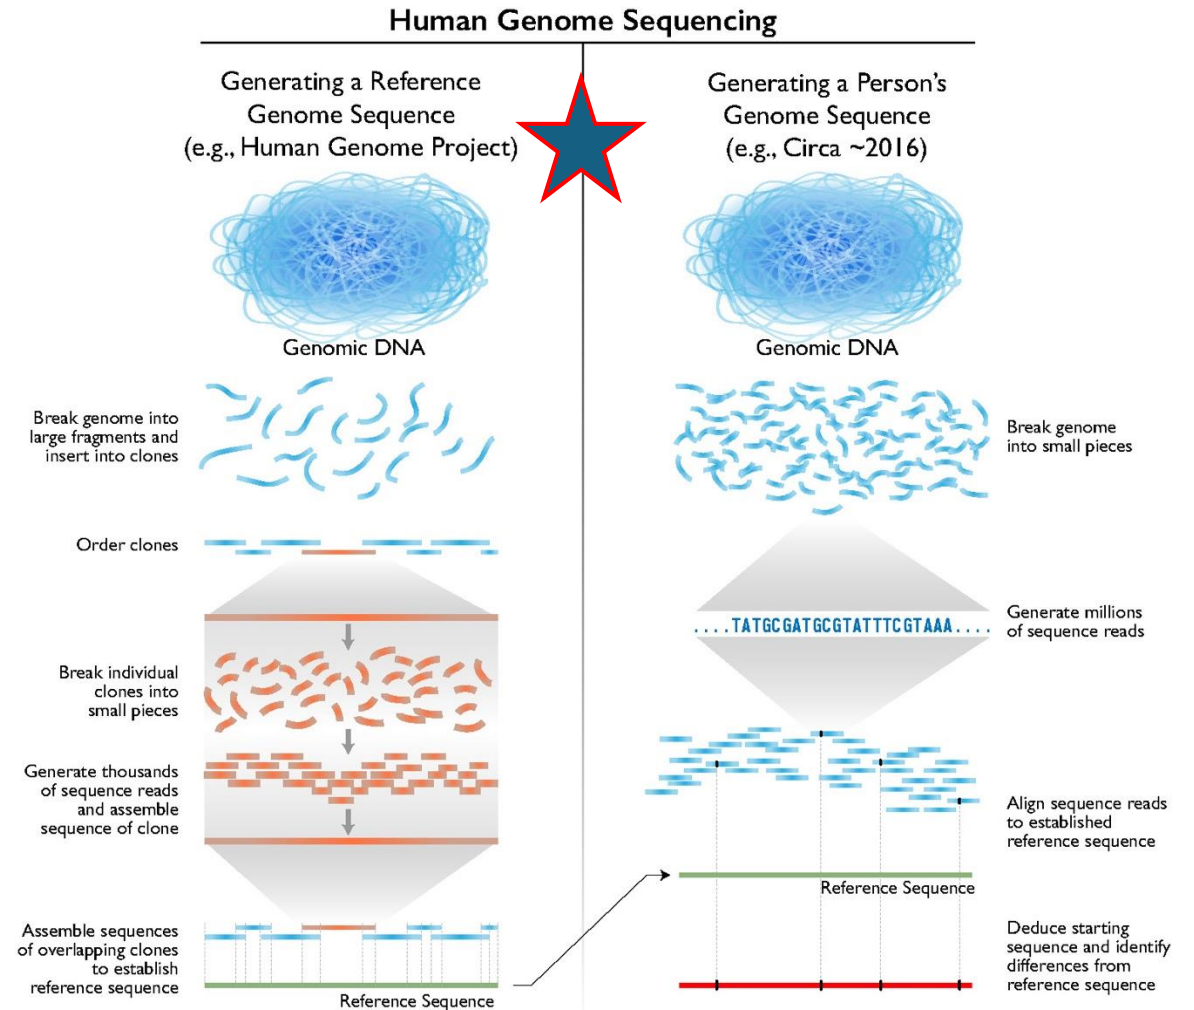 Human Genome Sequencing
Generating a Reference
Genome Sequence
(e.g., Human Genome Project)
Genomic DNA
Break genome into
large fragments and
insert into clones
Order clones
Break individual
clones into
small pieces
Generate thousands
of sequence reads
and assemble
sequence of clone
Assemble sequences
of overlapping clones
to establish
reference sequence
Reference Sequence
Generating a Person's
Genome Sequence
(e.g., Circa ~2016)
Genomic DNA
Break genome
into small pieces
Generate millions
of sequence reads
....TATGCGATGCGTATTTCGTAAA....
Align sequence reads
to established
reference sequence
Reference Sequence
Deduce starting
sequence and identify
differences from
reference sequence